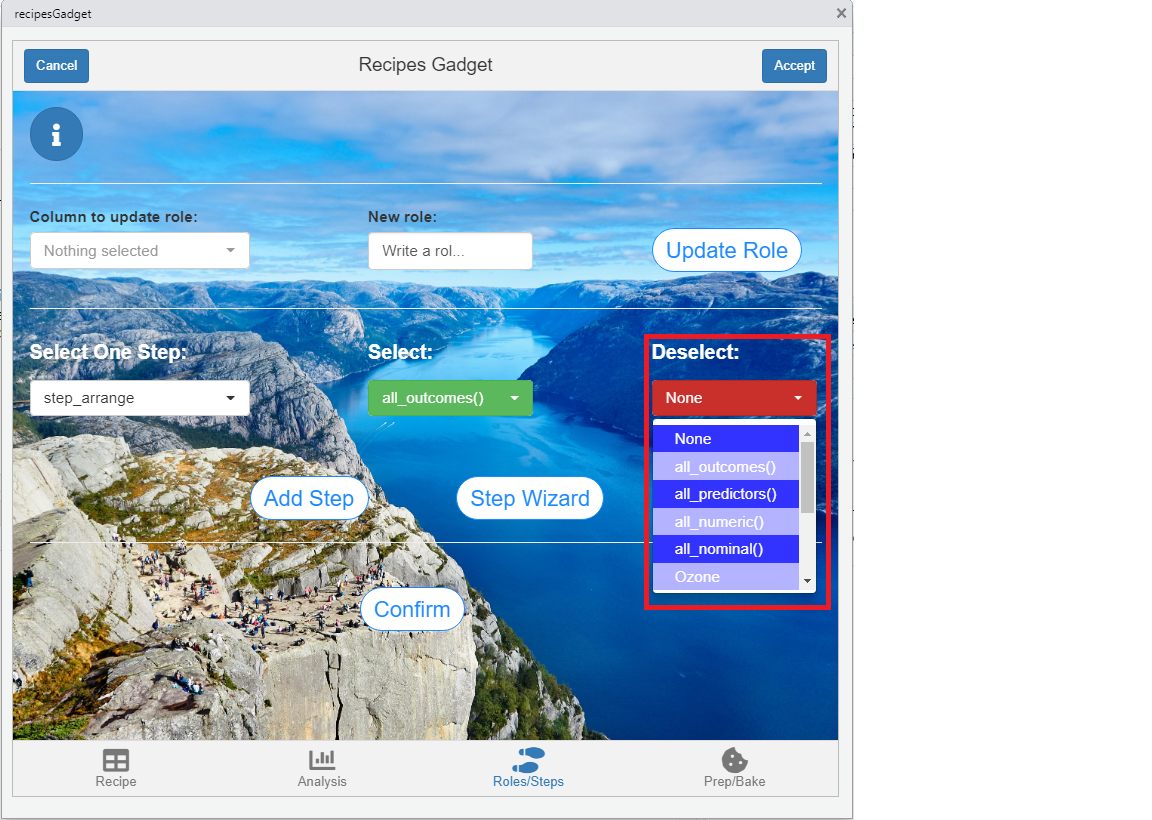 recipesGadget
Cancel
Recipes Gadget
Accept
Column to update role:
New role:
Nothing selected
Write a rol...
Update Role
Select One Step:
Select:
Deselect:
step_arrange
all_outcomes()
None
None
all_outcomes()
all_predictors()
all_numeric()
all_nominal()
Ozone
Add Step
Step Wizard
Confirm
Recipe
Analysis
Roles/Steps
Prep/Bake